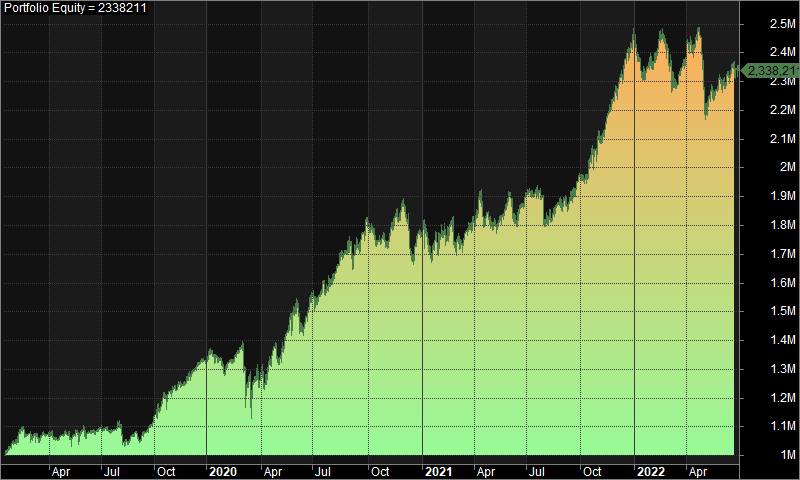 Portfolio Equity = 2338211
2.5M
2.4M
2,338,211
2.3M
2.2M
2.1M
2M
1.9M
1.8M
1.7M
1.6M
1.5M
1.4M
1.3M
1.2M
1.1M
1M
Apr Jul Oct 2020 Apr Jul Oct 2021 Apr Jul Oct 2022 Apr